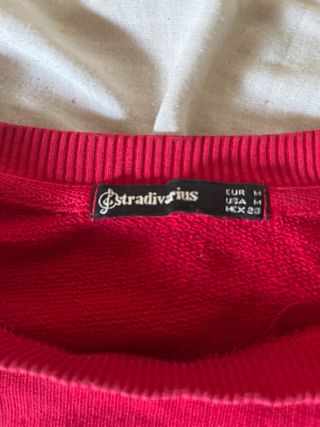 stradivarius
EUR M
USA M
MEX 28